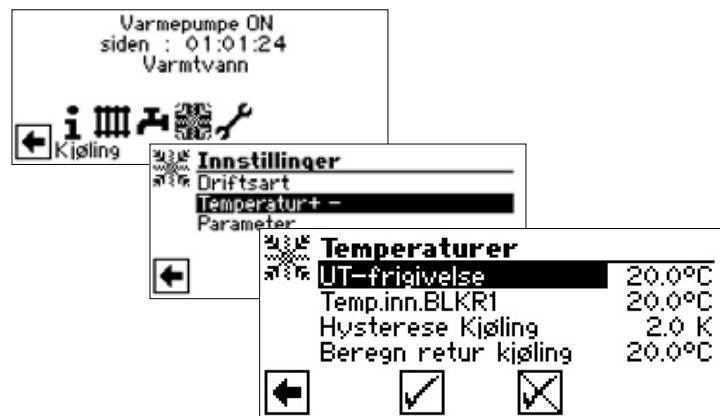 Varmepumpe ON
siden : 01:01:24
Varmtvann
Kjøling
Innstillinger
Driftsart
Temperatur+ -
Parameter
Temperaturer
UT-frigivelse 20.0°C
Temp.inn.BLKR1 20.0°C
Hysterese Kjøling 2.0 K
Beregn retur kjøling 20.0°C